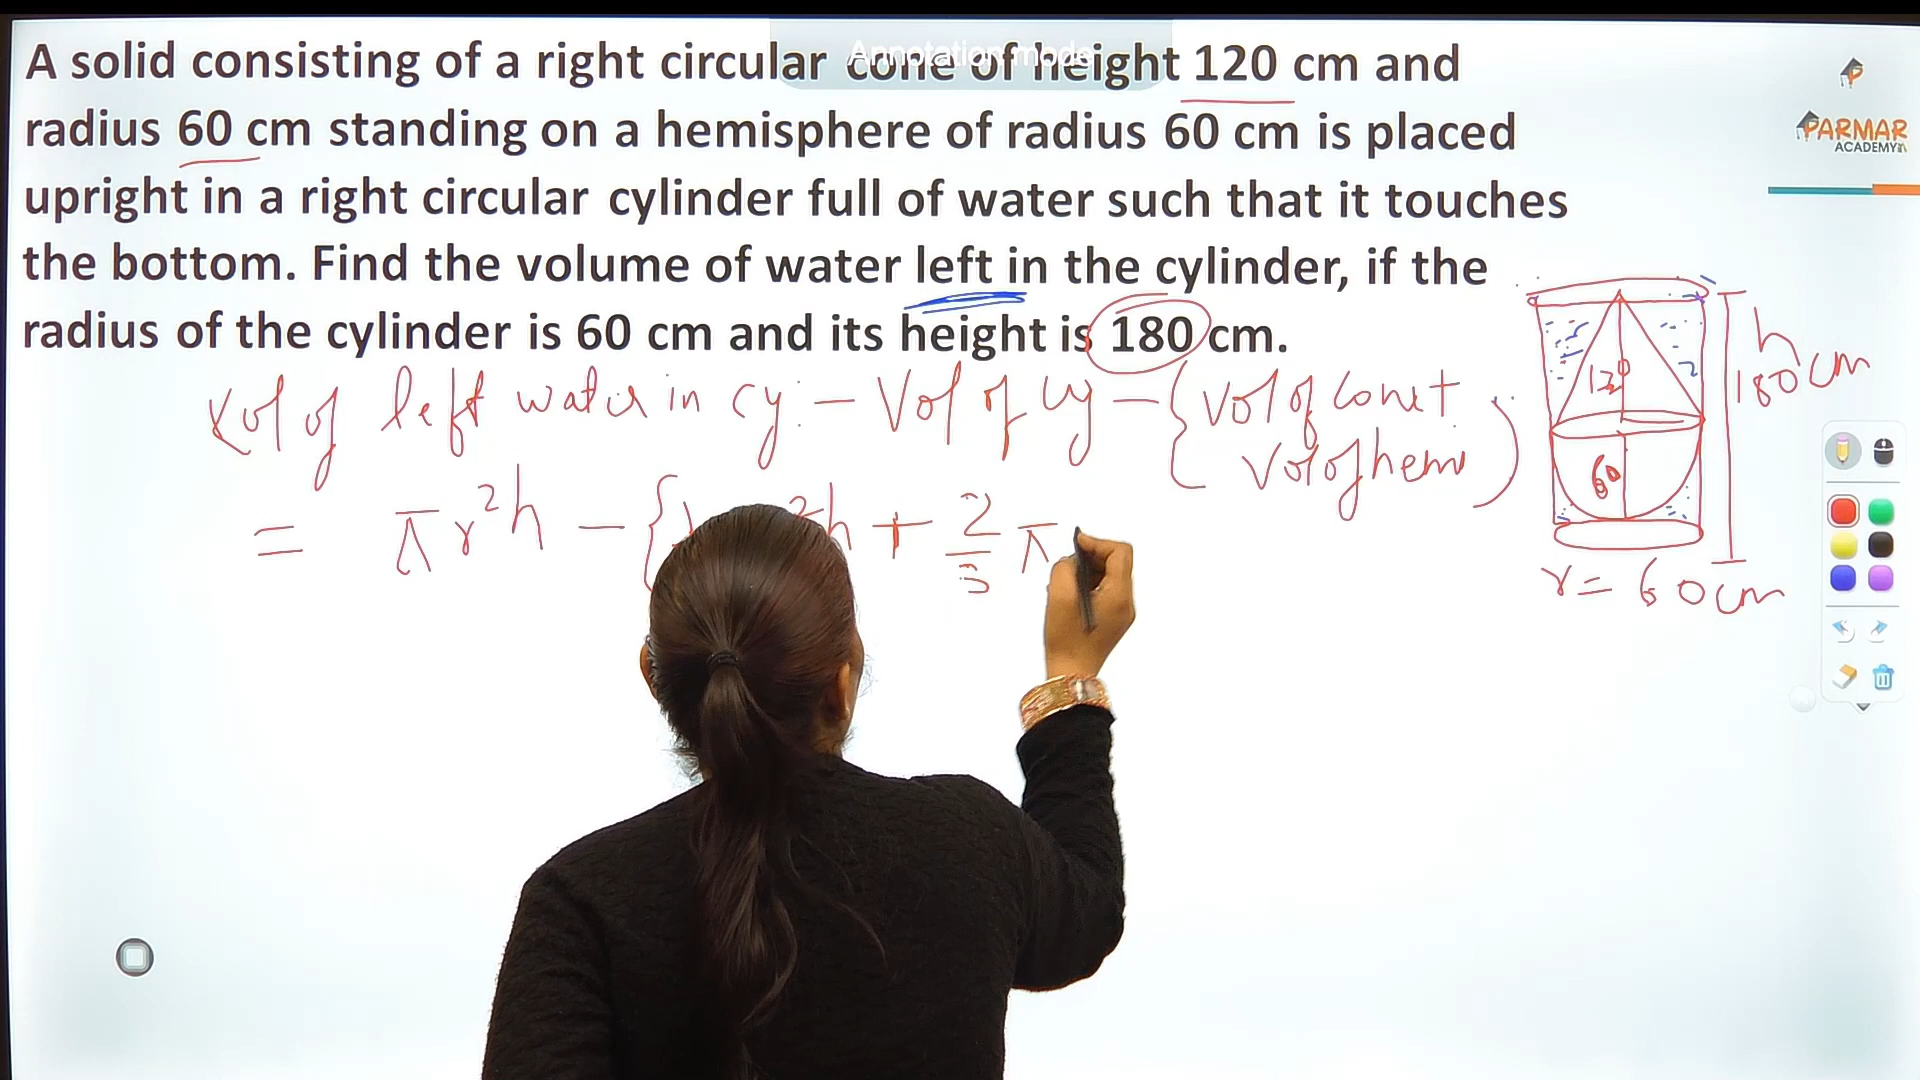 Annotation mode
A solid consisting of a right circular cone of height 120 cm and
radius 60 cm standing on a hemisphere of radius 60 cm is placed
upright in a right circular cylinder full of water such that it touches
the bottom. Find the volume of water left in the cylinder, if the
radius of the cylinder is 60 cm and its height is 180 cm.
PARMAR
ACADEMY
Vol of left water in cy - Vol of cy - { Vol of cone +
Vol of hem )
= πr²h - { ²h + 2/3 π
120
60
h
180 cm
r = 60 cm